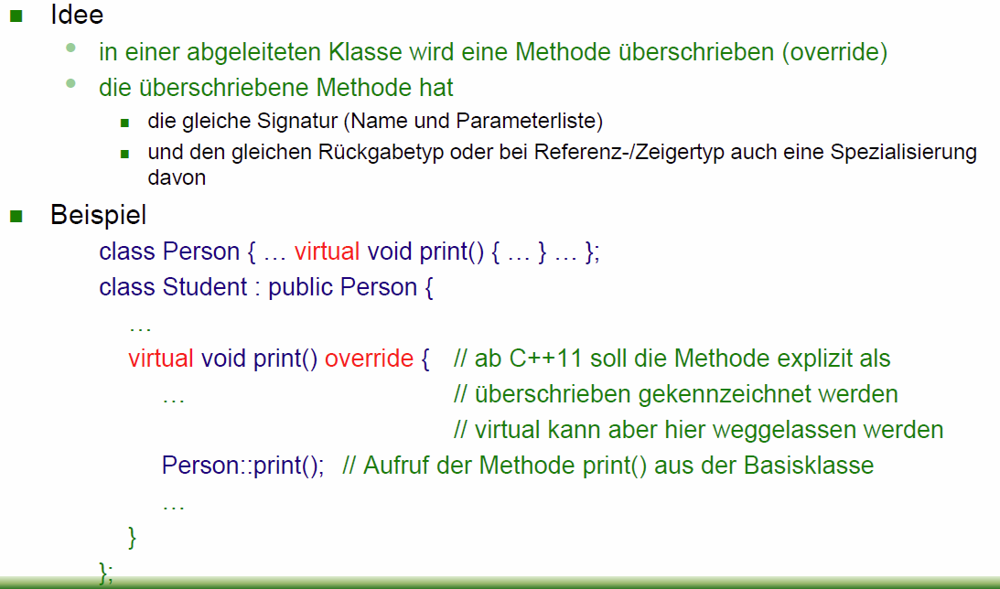 Idee
in einer abgeleiteten Klasse wird eine Methode überschrieben (override)
die überschriebene Methode hat
die gleiche Signatur (Name und Parameterliste)
und den gleichen Rückgabetyp oder bei Referenz-/Zeigertyp auch eine Spezialisierung
davon
Beispiel
class Person { … virtual void print() { … } … };
class Student : public Person {
…
virtual void print() override { // ab C++11 soll die Methode explizit als
… // überschrieben gekennzeichnet werden
// virtual kann aber hier weggelassen werden
Person::print(); // Aufruf der Methode print() aus der Basisklasse
…
}
};